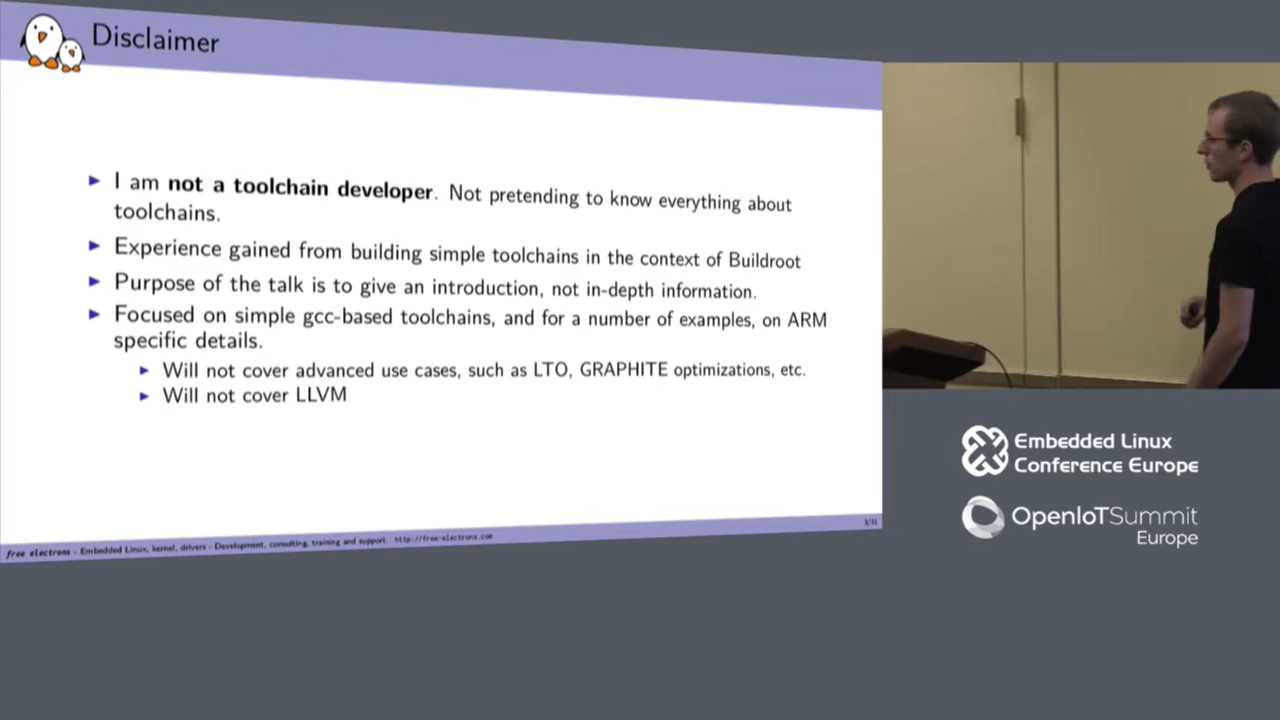 Disclaimer
I am not a toolchain developer. Not pretending to know everything about
toolchains.
Experience gained from building simple toolchains in the context of Buildroot
Purpose of the talk is to give an introduction, not in-depth information.
Focused on simple gcc-based toolchains, and for a number of examples, on ARM
specific details.
Will not cover advanced use cases, such as LTO, GRAPHITE optimizations, etc.
Will not cover LLVM
free electrons - Embedded Linux, kernel, drivers - Development, consulting, training and support. http://free-electrons.com
3/31
Embedded Linux
Conference Europe
OpenIoTSummit
Europe